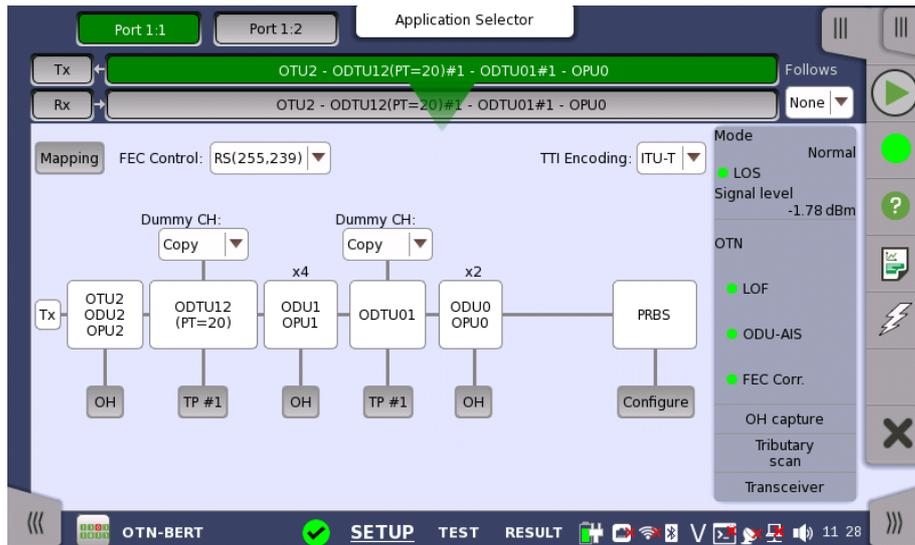 Port 1:1
Port 1:2
Application Selector
Tx
OTU2 - ODTU12(PT=20)#1 - ODTU01#1 - OPU0
Follows
Rx
OTU2 - ODTU12(PT=20)#1 - ODTU01#1 - OPU0
None
Mapping
FEC Control:
RS(255,239)
TTI Encoding:
ITU-T
Mode
Normal
LOS
Signal level
-1.78 dBm
OTN
LOF
ODU-AIS
FEC Corr.
OH capture
Tributary
scan
Transceiver
Dummy CH:
Copy
Dummy CH:
Copy
x4
x2
Tx
OTU2
ODU2
OPU2
ODTU12
(PT=20)
ODU1
OPU1
ODTU01
ODU0
OPU0
PRBS
OH
TP #1
OH
TP #1
OH
Configure
OTN-BERT
SETUP
TEST
RESULT
V
11 28